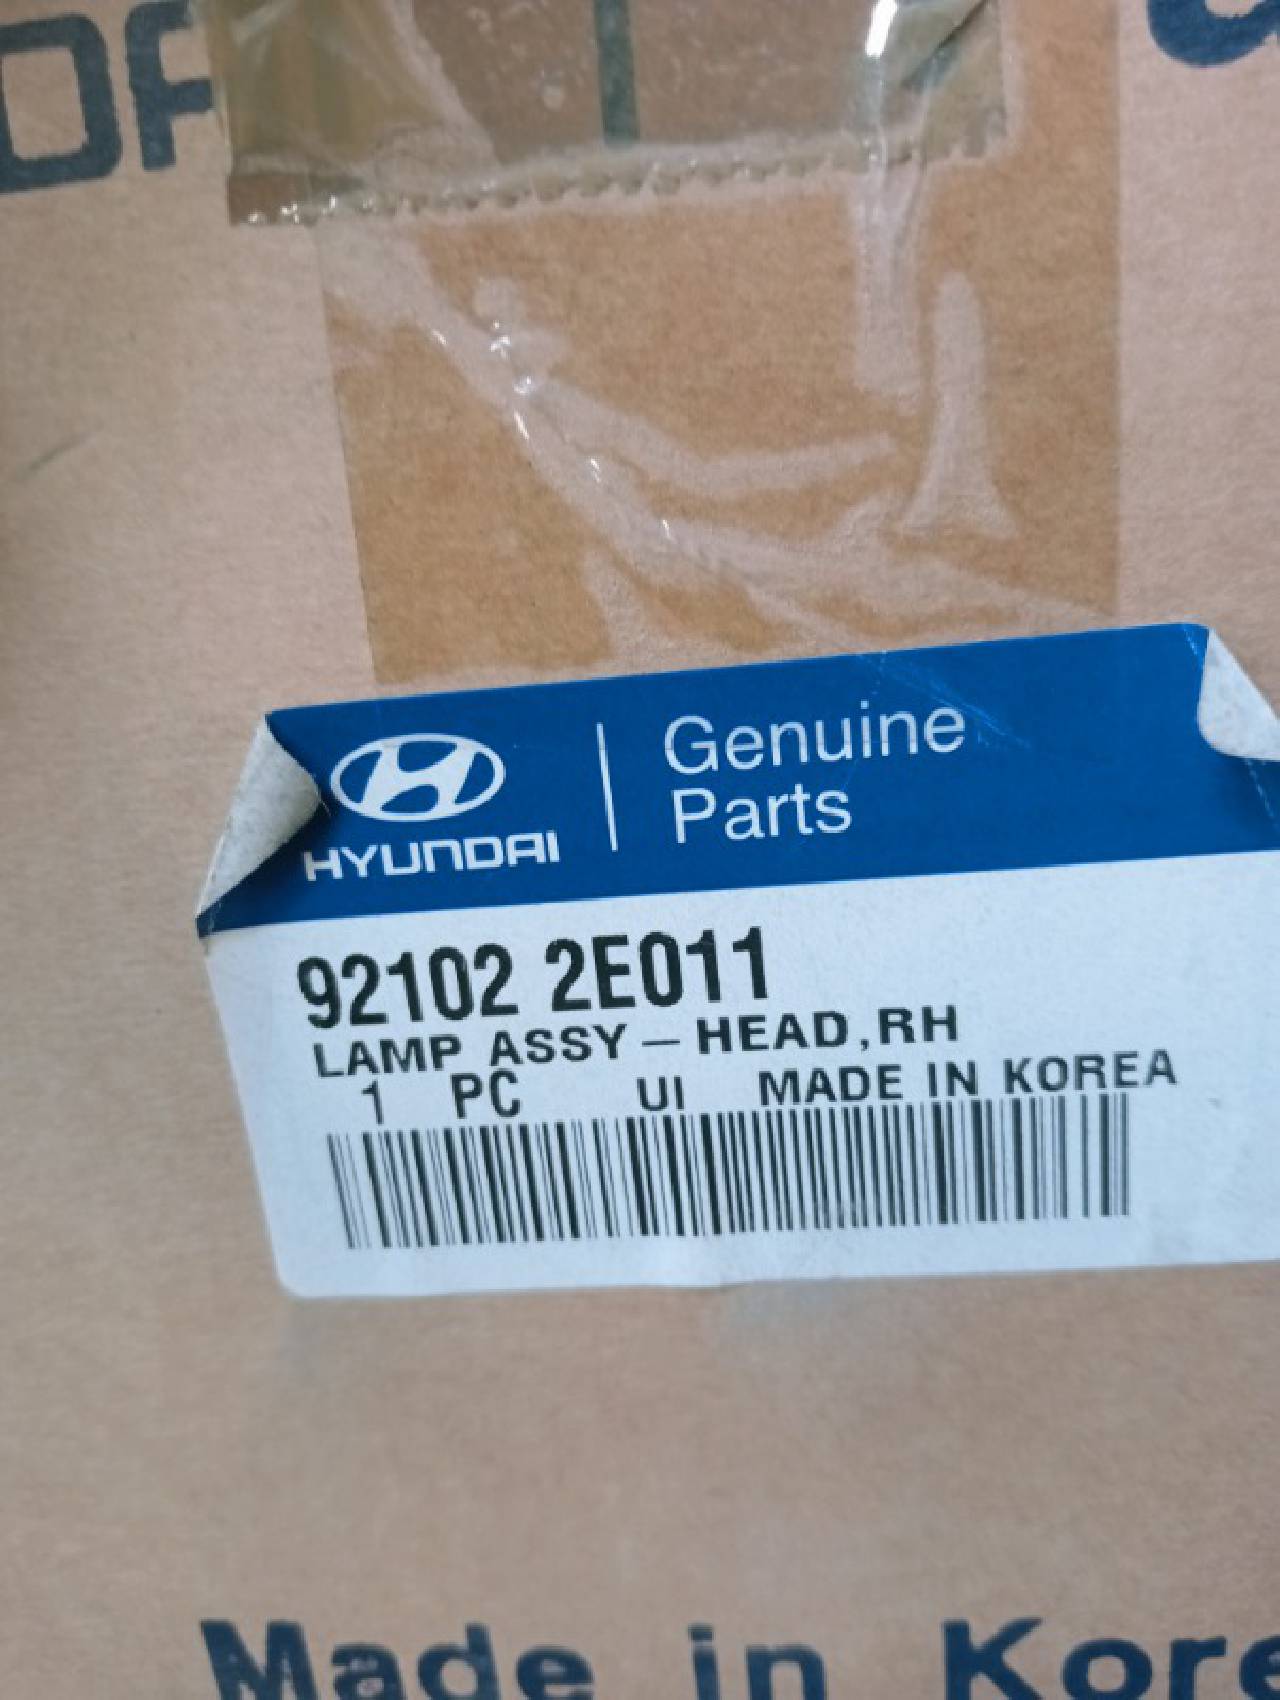 HYUNDAI
Genuine
Parts
92102 2E011
LAMP ASSY – HEAD, RH
1 PC UI MADE IN KOREA
Made in Kore